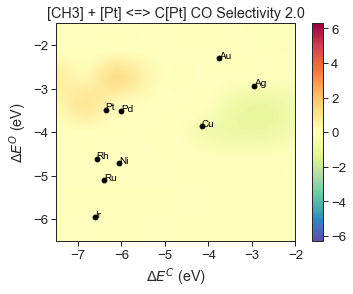 [CH3] + [Pt] <=> C[Pt] CO Selectivity 2.0
ΔE^O (eV)
−2
−3
−4
−5
−6
Au
Ag
Pt
Pd
Cu
Rh
Ni
Ru
Ir
−7
−6
−5
−4
−3
−2
ΔE^C (eV)
6
4
2
0
−2
−4
−6